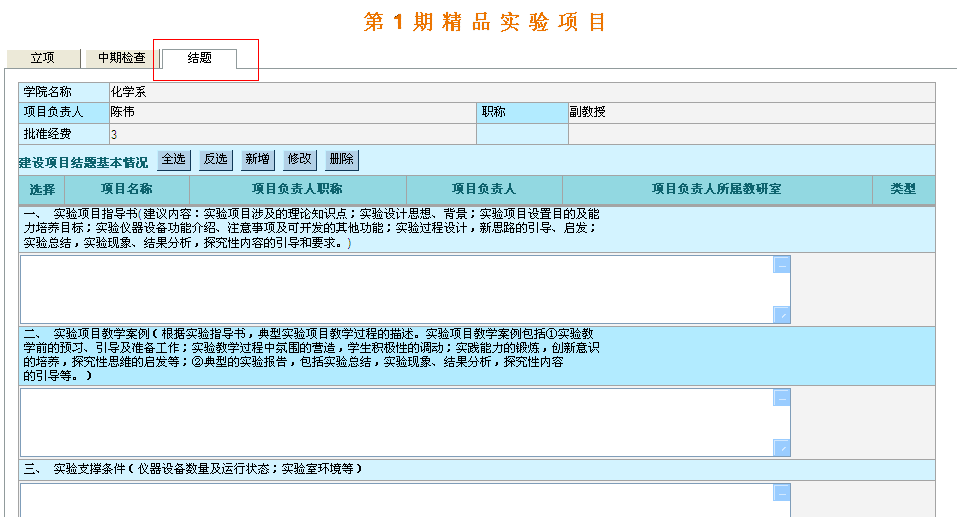 第1期精品实验项目
立项 中期检查 结题
学院名称 化学系
项目负责人 陈伟 职称 副教授
批准经费 3
建设项目结题基本情况 全选 反选 新增 修改 删除
选择 项目名称 项目负责人职称 项目负责人 项目负责人所属教研室 类型
一、 实验项目指导书(建议内容：实验项目涉及的理论知识点；实验设计思想、背景；实验项目设置目的及能
力培养目标；实验仪器设备功能介绍、注意事项及可开发的其他功能；实验过程设计，新思路的引导、启发；
实验总结，实验现象、结果分析，探究性内容的引导和要求。)
二、 实验项目教学案例（根据实验指导书，典型实验项目教学过程的描述。实验项目教学案例包括①实验教
学前的预习、引导及准备工作；实验教学过程中氛围的营造，学生积极性的调动；实践能力的锻炼，创新意识
的培养，探究性思维的启发等；②典型的实验报告，包括实验总结，实验现象、结果分析，探究性内容
的引导等。）
三、 实验支撑条件（仪器设备数量及运行状态；实验室环境等）